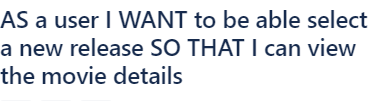 AS a user I WANT to be able select
a new release SO THAT I can view
the movie details